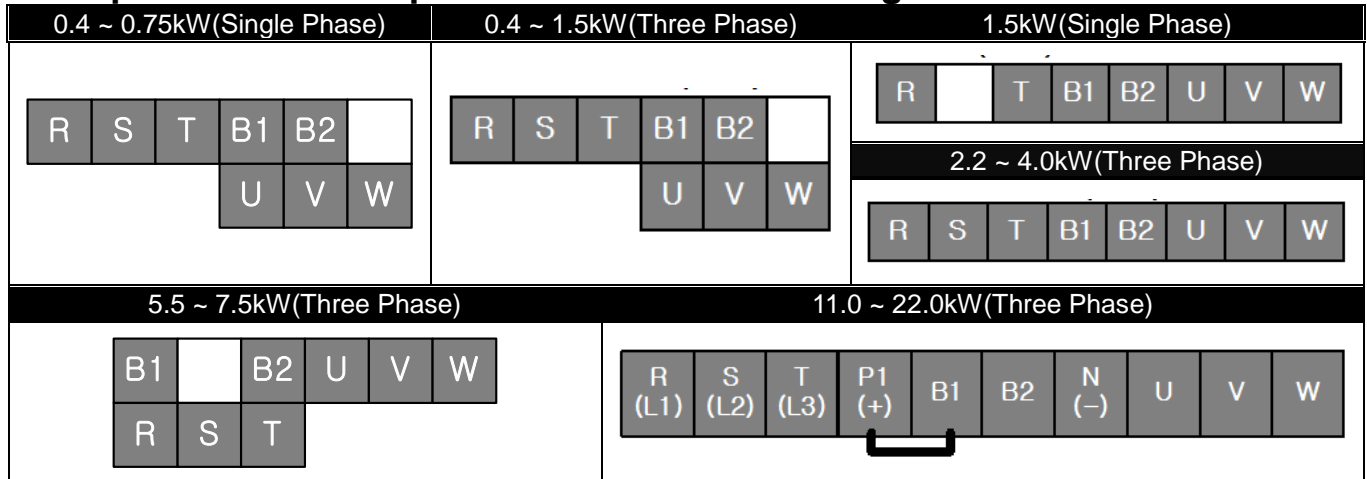 0.4 ~ 0.75kW(Single Phase)
R S T B1 B2
U V W
0.4 ~ 1.5kW(Three Phase)
R S T B1 B2
U V W
1.5kW(Single Phase)
R T B1 B2 U V W
2.2 ~ 4.0kW(Three Phase)
R S T B1 B2 U V W
5.5 ~ 7.5kW(Three Phase)
B1 B2 U V W
R S T
11.0 ~ 22.0kW(Three Phase)
R S T P1 B1 B2 N U V W
(L1) (L2) (L3) (+) (−)